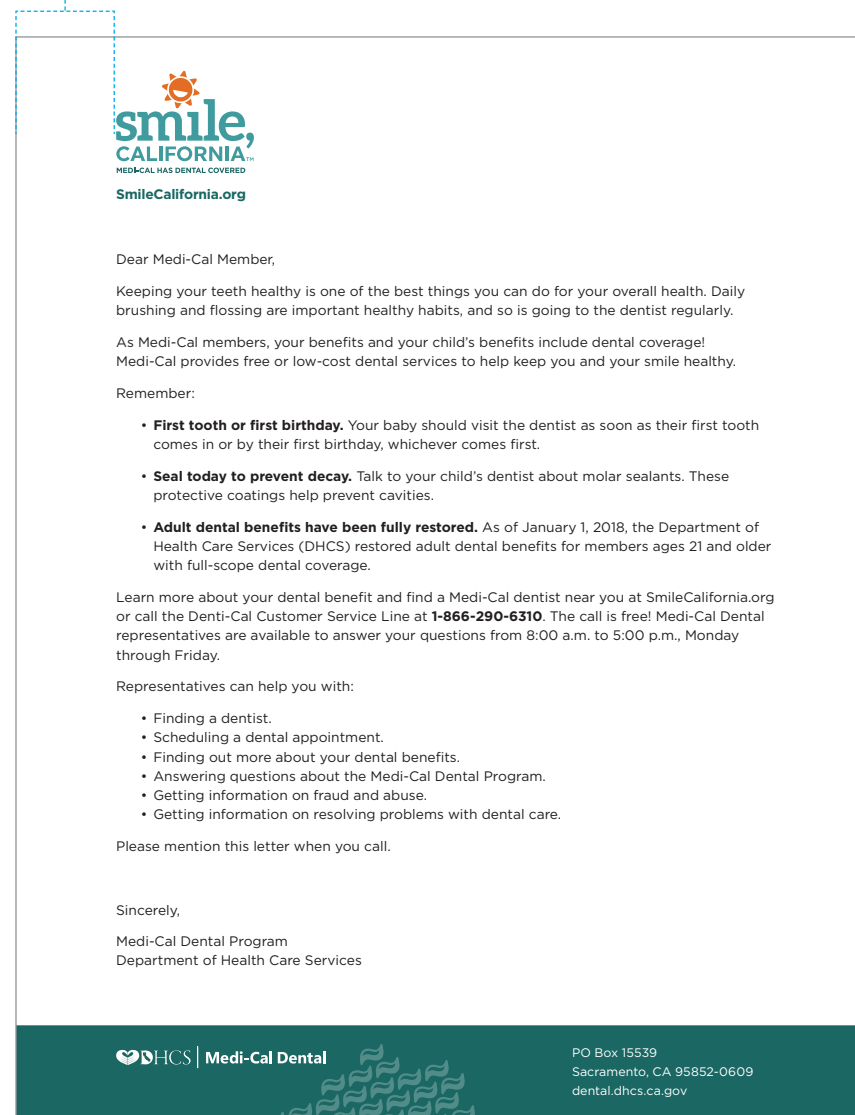 smile,
CALIFORNIA™
MEDI-CAL HAS DENTAL COVERED
SmileCalifornia.org
Dear Medi-Cal Member,
Keeping your teeth healthy is one of the best things you can do for your overall health. Daily
brushing and flossing are important healthy habits, and so is going to the dentist regularly.
As Medi-Cal members, your benefits and your child’s benefits include dental coverage!
Medi-Cal provides free or low-cost dental services to help keep you and your smile healthy.
Remember:
• First tooth or first birthday. Your baby should visit the dentist as soon as their first tooth
comes in or by their first birthday, whichever comes first.
• Seal today to prevent decay. Talk to your child’s dentist about molar sealants. These
protective coatings help prevent cavities.
• Adult dental benefits have been fully restored. As of January 1, 2018, the Department of
Health Care Services (DHCS) restored adult dental benefits for members ages 21 and older
with full-scope dental coverage.
Learn more about your dental benefit and find a Medi-Cal dentist near you at SmileCalifornia.org
or call the Denti-Cal Customer Service Line at 1-866-290-6310. The call is free! Medi-Cal Dental
representatives are available to answer your questions from 8:00 a.m. to 5:00 p.m., Monday
through Friday.
Representatives can help you with:
• Finding a dentist.
• Scheduling a dental appointment.
• Finding out more about your dental benefits.
• Answering questions about the Medi-Cal Dental Program.
• Getting information on fraud and abuse.
• Getting information on resolving problems with dental care.
Please mention this letter when you call.
Sincerely,
Medi-Cal Dental Program
Department of Health Care Services
DHCS | Medi-Cal Dental
PO Box 15539
Sacramento, CA 95852-0609
dental.dhcs.ca.gov